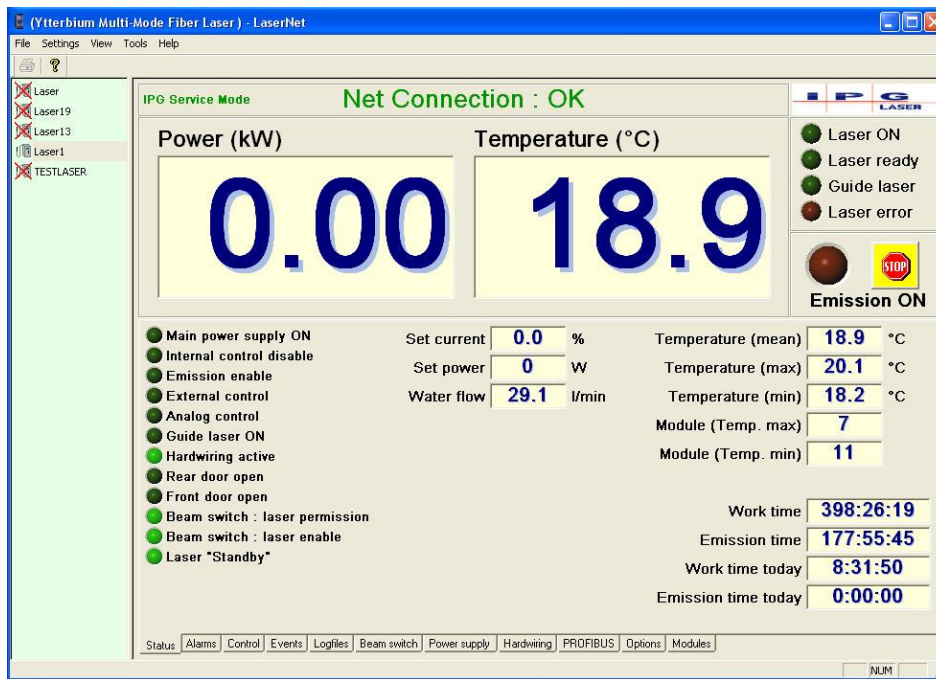 (Ytterbium Multi-Mode Fiber Laser ) - LaserNet
File Settings View Tools Help
Laser
Laser19
Laser13
Laser1
TESTLASER
IPG Service Mode
Net Connection : OK
IPG
LASER
Power (kW)
0.00
Temperature (°C)
18.9
Laser ON
Laser ready
Guide laser
Laser error
STOP
Emission ON
Main power supply ON
Internal control disable
Emission enable
External control
Analog control
Guide laser ON
Hardwiring active
Rear door open
Front door open
Beam switch : laser permission
Beam switch : laser enable
Laser "Standby"
Set current 0.0 %
Set power 0 W
Water flow 29.1 l/min
Temperature (mean) 18.9 °C
Temperature (max) 20.1 °C
Temperature (min) 18.2 °C
Module (Temp. max) 7
Module (Temp. min) 11
Work time 398:26:19
Emission time 177:55:45
Work time today 8:31:50
Emission time today 0:00:00
Status Alarms Control Events Logfiles Beam switch Power supply Hardwiring PROFIBUS Options Modules
NUM